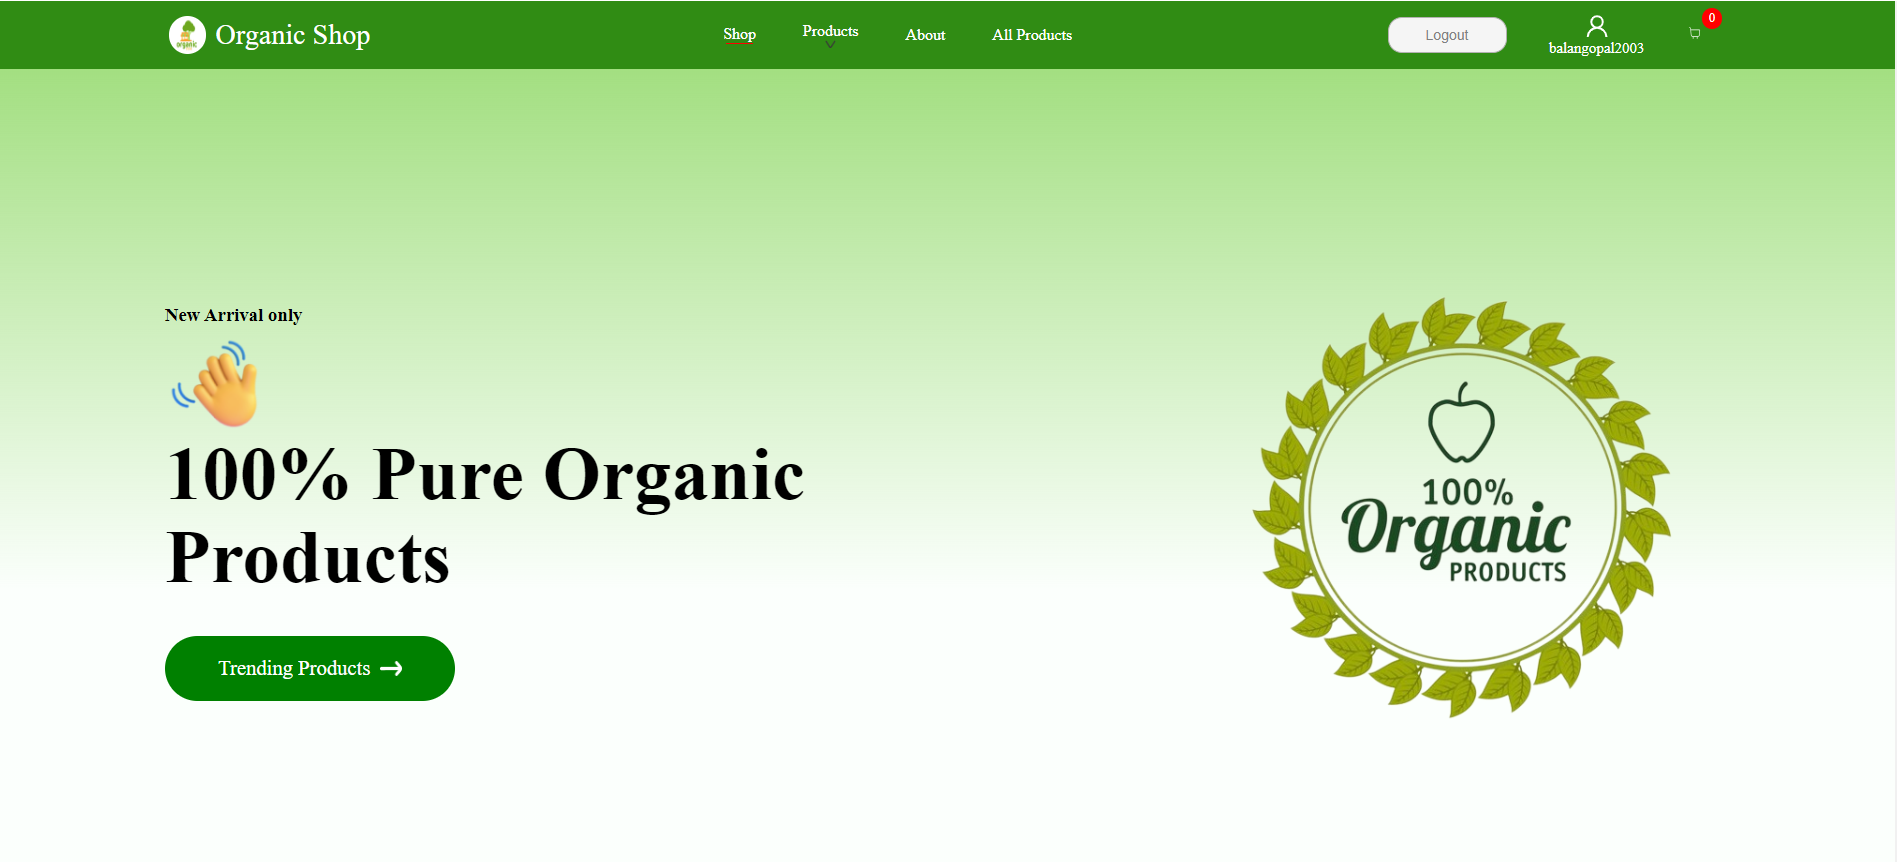 Organic Shop
Shop
Products
About
All Products
Logout
balangopal2003
0
New Arrival only
100% Pure Organic
Products
Trending Products
100%
Organic
PRODUCTS